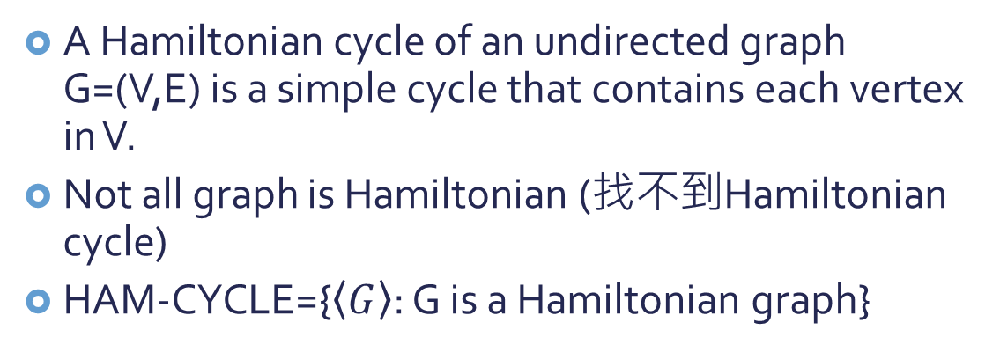 A Hamiltonian cycle of an undirected graph
G=(V,E) is a simple cycle that contains each vertex
in V.
Not all graph is Hamiltonian (找不到Hamiltonian
cycle)
HAM-CYCLE={⟨𝐺⟩: G is a Hamiltonian graph}